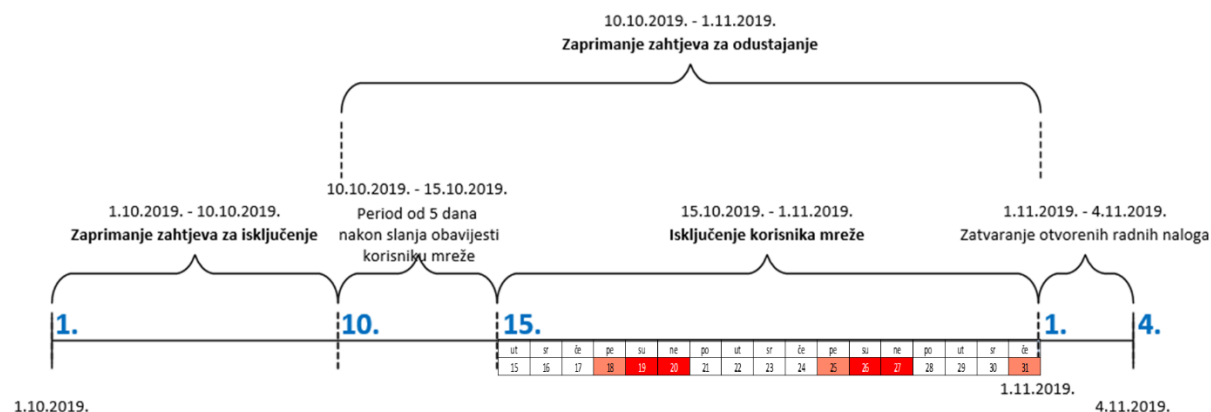 10.10.2019. - 1.11.2019.
Zaprimanje zahtjeva za odustajanje
10.10.2019. - 15.10.2019.
Period od 5 dana
nakon slanja obavijesti
korisniku mreže
1.10.2019. - 10.10.2019.
Zaprimanje zahtjeva za isključenje
15.10.2019. - 1.11.2019.
Isključenje korisnika mreže
1.11.2019. - 4.11.2019.
Zatvaranje otvorenih radnih naloga
1. 10. 15. 1. 4.
ut sr če pe su ne po ut sr če pe su ne po ut sr če
15 16 17 18 19 20 21 22 23 24 25 26 27 28 29 30 31
1.10.2019. 1.11.2019. 4.11.2019.